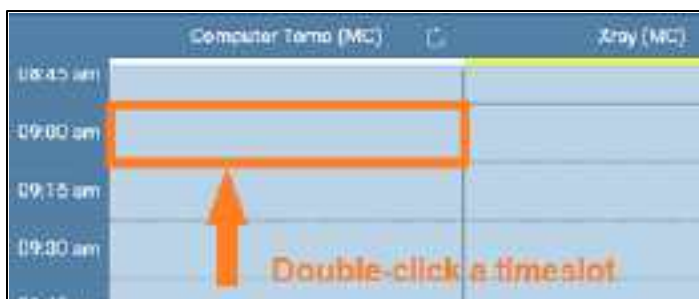 Computer Tomo (MC) Xray (MC)
08:45 am
09:00 am
09:15 am
09:30 am
Double-click a timeslot